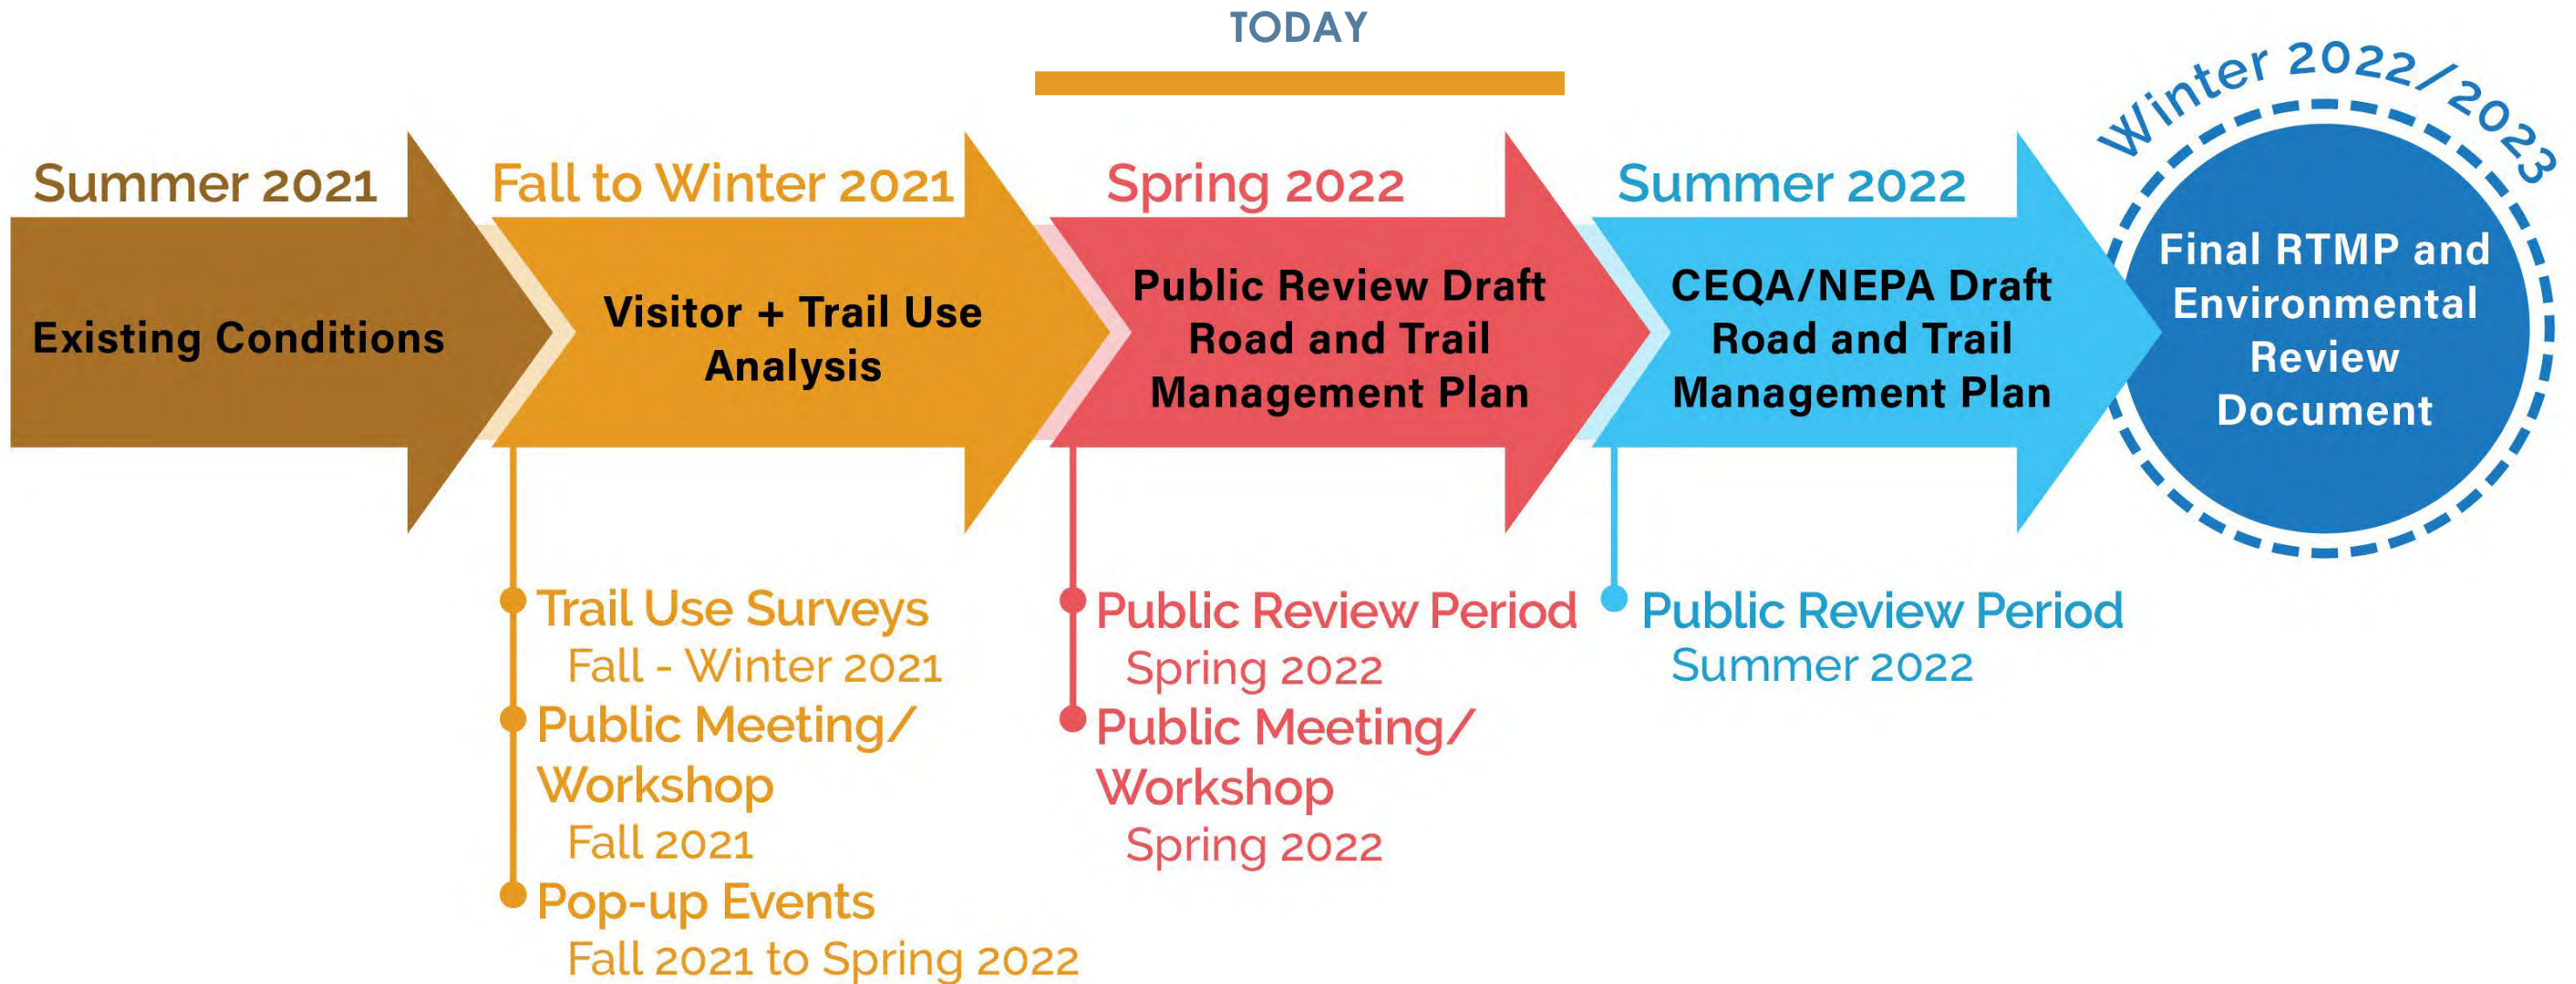 TODAY
Summer 2021
Existing Conditions
Fall to Winter 2021
Visitor + Trail Use
Analysis
Trail Use Surveys
Fall - Winter 2021
Public Meeting/
Workshop
Fall 2021
Pop-up Events
Fall 2021 to Spring 2022
Spring 2022
Public Review Draft
Road and Trail
Management Plan
Public Review Period
Spring 2022
Public Meeting/
Workshop
Spring 2022
Summer 2022
CEQA/NEPA Draft
Road and Trail
Management Plan
Public Review Period
Summer 2022
Winter 2022/2023
Final RTMP and
Environmental
Review
Document